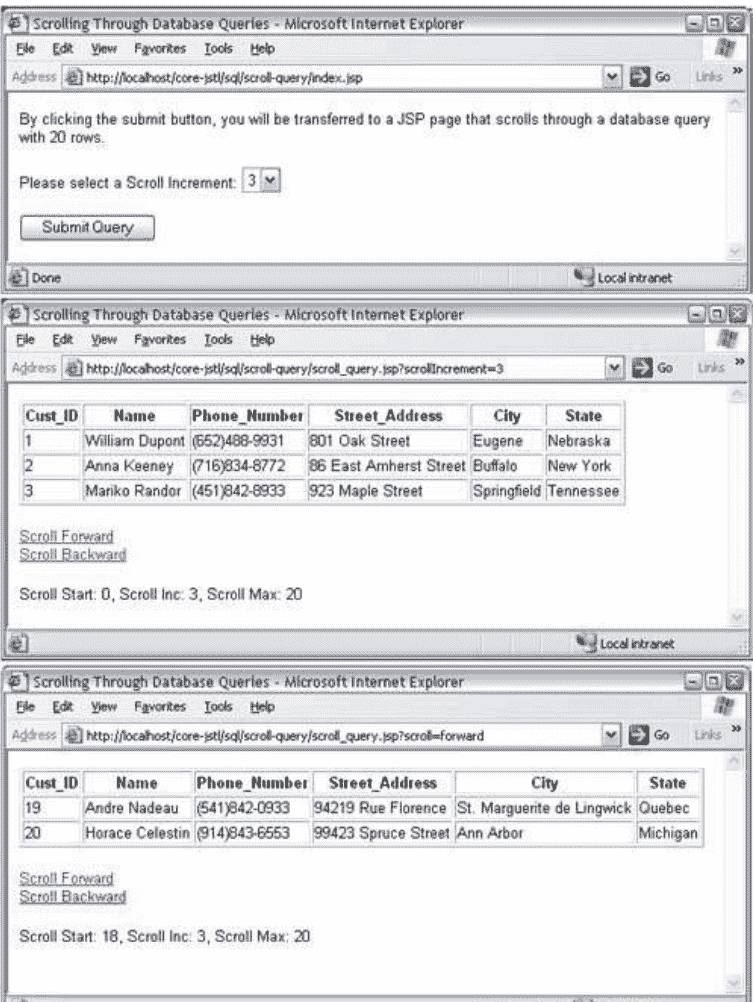 Scrolling Through Database Queries - Microsoft Internet Explorer
File Edit View Favorites Tools Help
Address http://localhost/core-jstl/sql/scroll-query/index.jsp Go Links »
By clicking the submit button, you will be transferred to a JSP page that scrolls through a database query
with 20 rows.
Please select a Scroll Increment: 3
Submit Query
Done Local intranet
Scrolling Through Database Queries - Microsoft Internet Explorer
File Edit View Favorites Tools Help
Address http://localhost/core-jstl/sql/scroll-query/scroll_query.jsp?scrollIncrement=3 Go Links »
Cust_ID Name Phone_Number Street_Address City State
1 William Dupont (652)488-9931 801 Oak Street Eugene Nebraska
2 Anna Keeney (716)834-8772 86 East Amherst Street Buffalo New York
3 Mariko Randor (451)842-8933 923 Maple Street Springfield Tennessee
Scroll Forward
Scroll Backward
Scroll Start: 0, Scroll Inc: 3, Scroll Max: 20
Local intranet
Scrolling Through Database Queries - Microsoft Internet Explorer
File Edit View Favorites Tools Help
Address http://localhost/core-jstl/sql/scroll-query/scroll_query.jsp?scroll=forward Go Links »
Cust_ID Name Phone_Number Street_Address City State
19 Andre Nadeau (541)842-0933 94219 Rue Florence St. Marguerite de Lingwick Quebec
20 Horace Celestin (914)843-6553 99423 Spruce Street Ann Arbor Michigan
Scroll Forward
Scroll Backward
Scroll Start: 18, Scroll Inc: 3, Scroll Max: 20